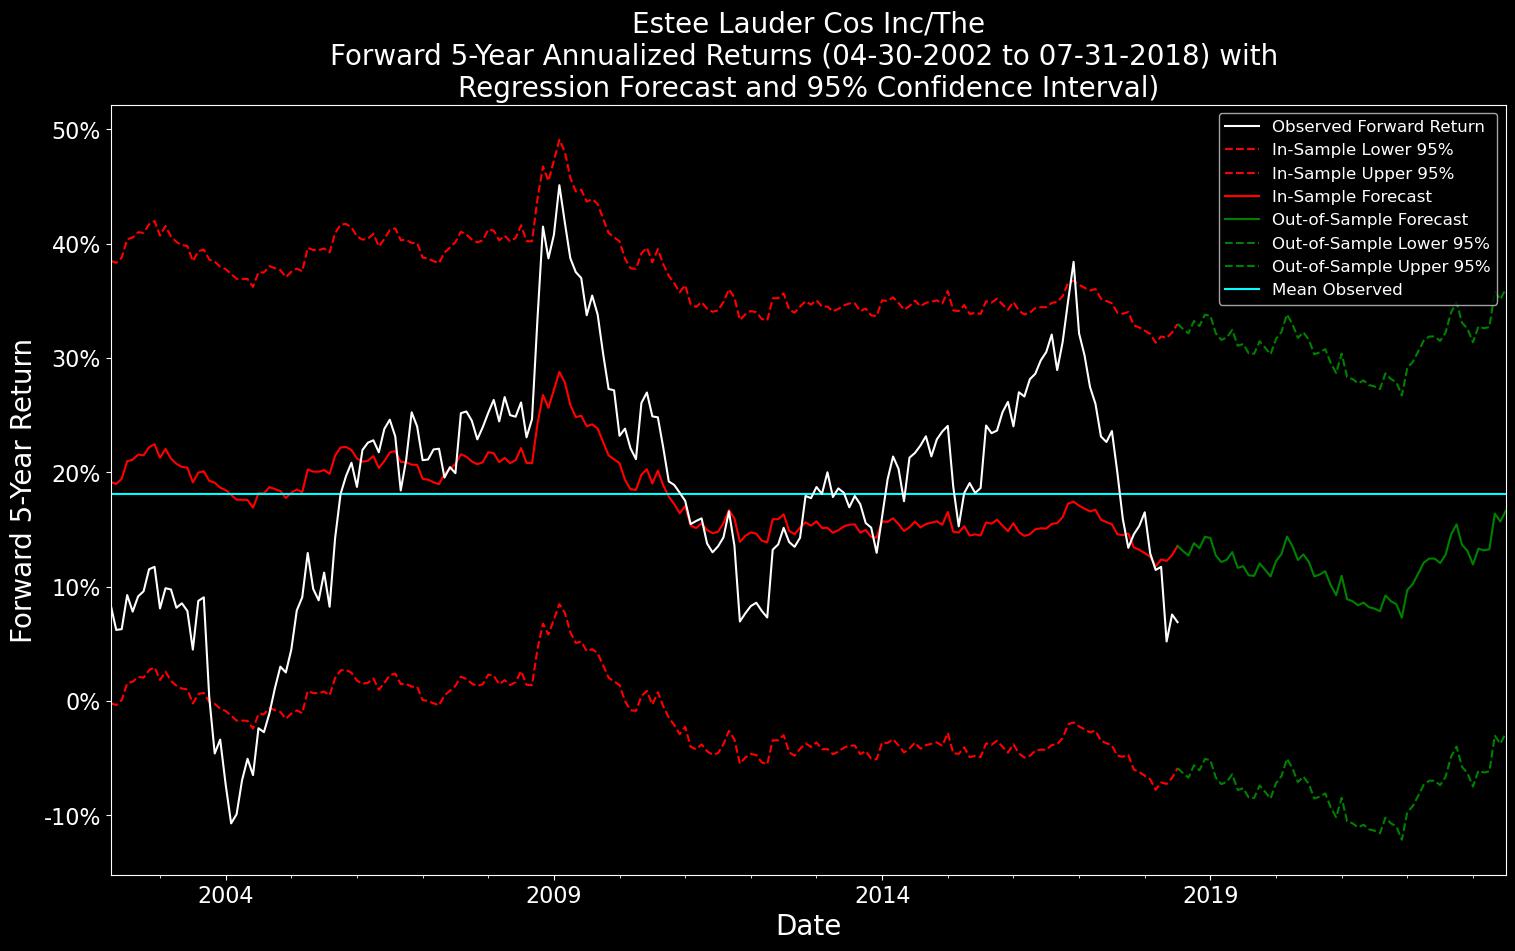 Estee Lauder Cos Inc/The
Forward 5-Year Annualized Returns (04-30-2002 to 07-31-2018) with
Regression Forecast and 95% Confidence Interval)
50%
40%
30%
20%
10%
0%
-10%
Forward 5-Year Return
Observed Forward Return
In-Sample Lower 95%
In-Sample Upper 95%
In-Sample Forecast
Out-of-Sample Forecast
Out-of-Sample Lower 95%
Out-of-Sample Upper 95%
Mean Observed
2004
2009
2014
2019
Date